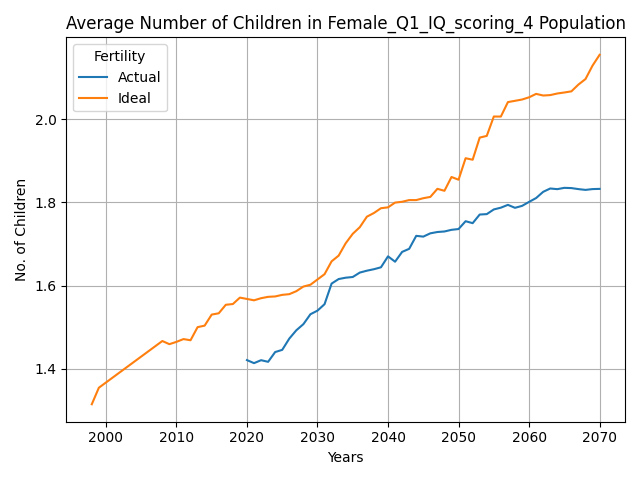 Average Number of Children in Female_Q1_IQ_scoring_4 Population
Fertility
Actual
Ideal
No. of Children
2.0
1.8
1.6
1.4
2000 2010 2020 2030 2040 2050 2060 2070
Years